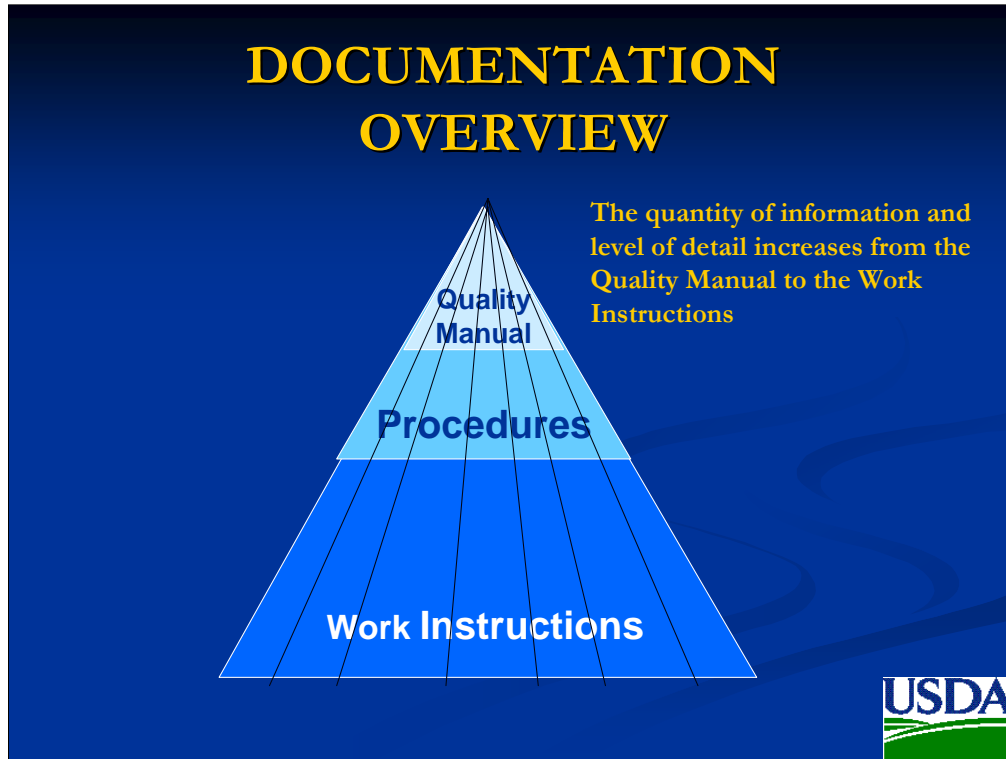 DOCUMENTATION
OVERVIEW
The quantity of information and
level of detail increases from the
Quality Manual to the Work
Instructions
Quality
Manual
Procedures
Work Instructions
USDA